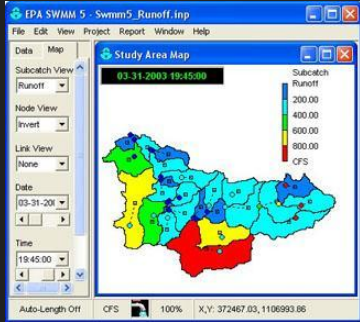 EPA SWMM 5 - Swmm5_Runoff.inp
File Edit View Project Report Window Help
Data Map
Subcatch View
Runoff
Node View
Invert
Link View
None
Date
03-31-200
Time
19:45:00
Study Area Map
03-31-2003 19:45:00
Subcatch
Runoff
200.00
400.00
600.00
800.00
CFS
Auto-Length Off CFS 100% X,Y: 372467.03, 1106993.86